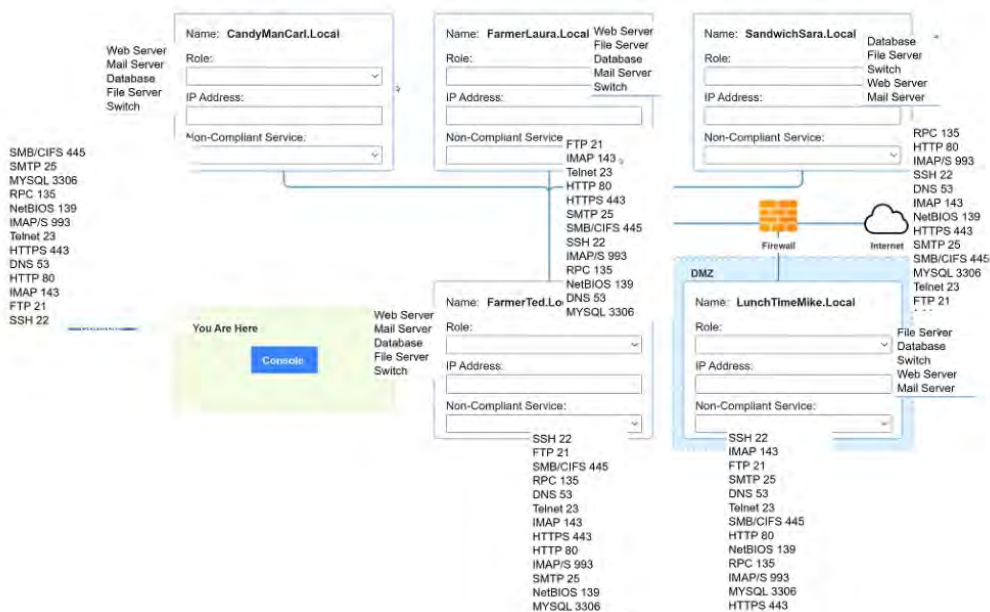 Name: CandyManCarl.Local
Role:
IP Address:
Non-Compliant Service:
Web Server
Mail Server
Database
File Server
Switch
SMB/CIFS 445
SMTP 25
MYSQL 3306
RPC 135
NetBIOS 139
IMAP/S 993
Telnet 23
HTTPS 443
DNS 53
HTTP 80
IMAP 143
FTP 21
SSH 22
Name: FarmerLaura.Local
Role:
IP Address:
Non-Compliant Service
Web Server
File Server
Database
Mail Server
Switch
FTP 21
IMAP 143
Telnet 23
HTTP 80
HTTPS 443
SMTP 25
SMB/CIFS 445
SSH 22
IMAP/S 993
RPC 135
NetBIOS 139
DNS 53
MYSQL 3306
Name: SandwichSara.Local
Role:
IP Address:
Non-Compliant Service:
Database
File Server
Switch
Web Server
Mail Server
RPC 135
HTTP 80
IMAP/S 993
SSH 22
DNS 53
IMAP 143
NetBIOS 139
HTTPS 443
SMTP 25
SMB/CIFS 445
MYSQL 3306
Telnet 23
FTP 21
Firewall
Internet
You Are Here
Console
Name: FarmerTed.Lo
Role:
IP Address:
Non-Compliant Service:
Web Server
Mail Server
Database
File Server
Switch
SSH 22
FTP 21
SMB/CIFS 445
RPC 135
DNS 53
Telnet 23
IMAP 143
HTTPS 443
HTTP 80
IMAP/S 993
SMTP 25
NetBIOS 139
MYSQL 3306
DMZ
Name: LunchTimeMike.Local
Role:
IP Address:
Non-Compliant Service:
File Server
Database
Switch
Web Server
Mail Server
SSH 22
IMAP 143
FTP 21
SMTP 25
DNS 53
Telnet 23
SMB/CIFS 445
HTTP 80
NetBIOS 139
RPC 135
IMAP/S 993
MYSQL 3306
HTTPS 443